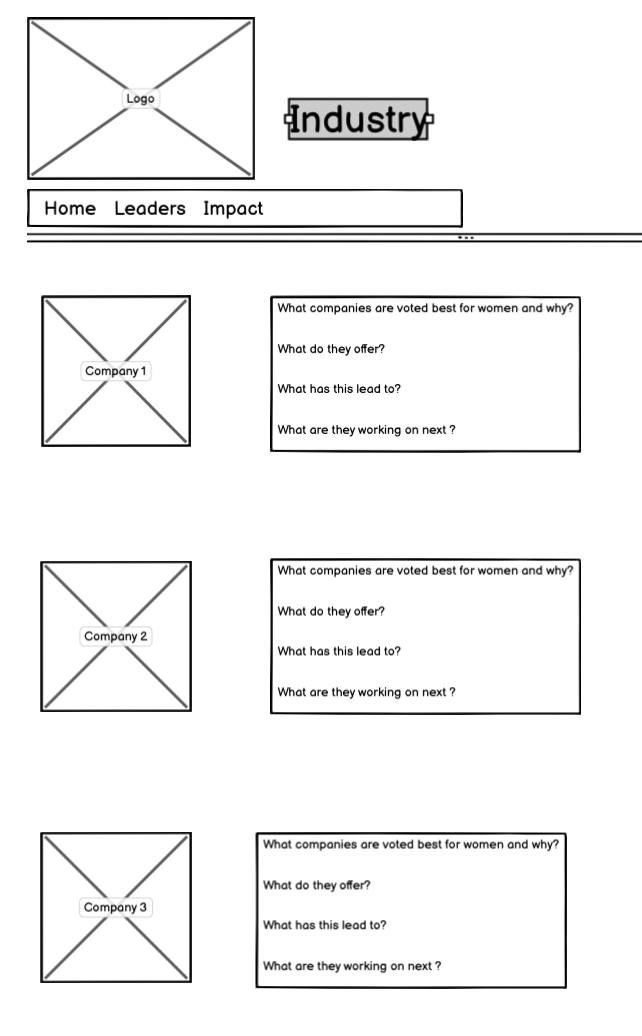 Logo
Industry
Home Leaders Impact
Company 1
What companies are voted best for women and why?
What do they offer?
What has this lead to?
What are they working on next ?
Company 2
What companies are voted best for women and why?
What do they offer?
What has this lead to?
What are they working on next ?
Company 3
What companies are voted best for women and why?
What do they offer?
What has this lead to?
What are they working on next ?